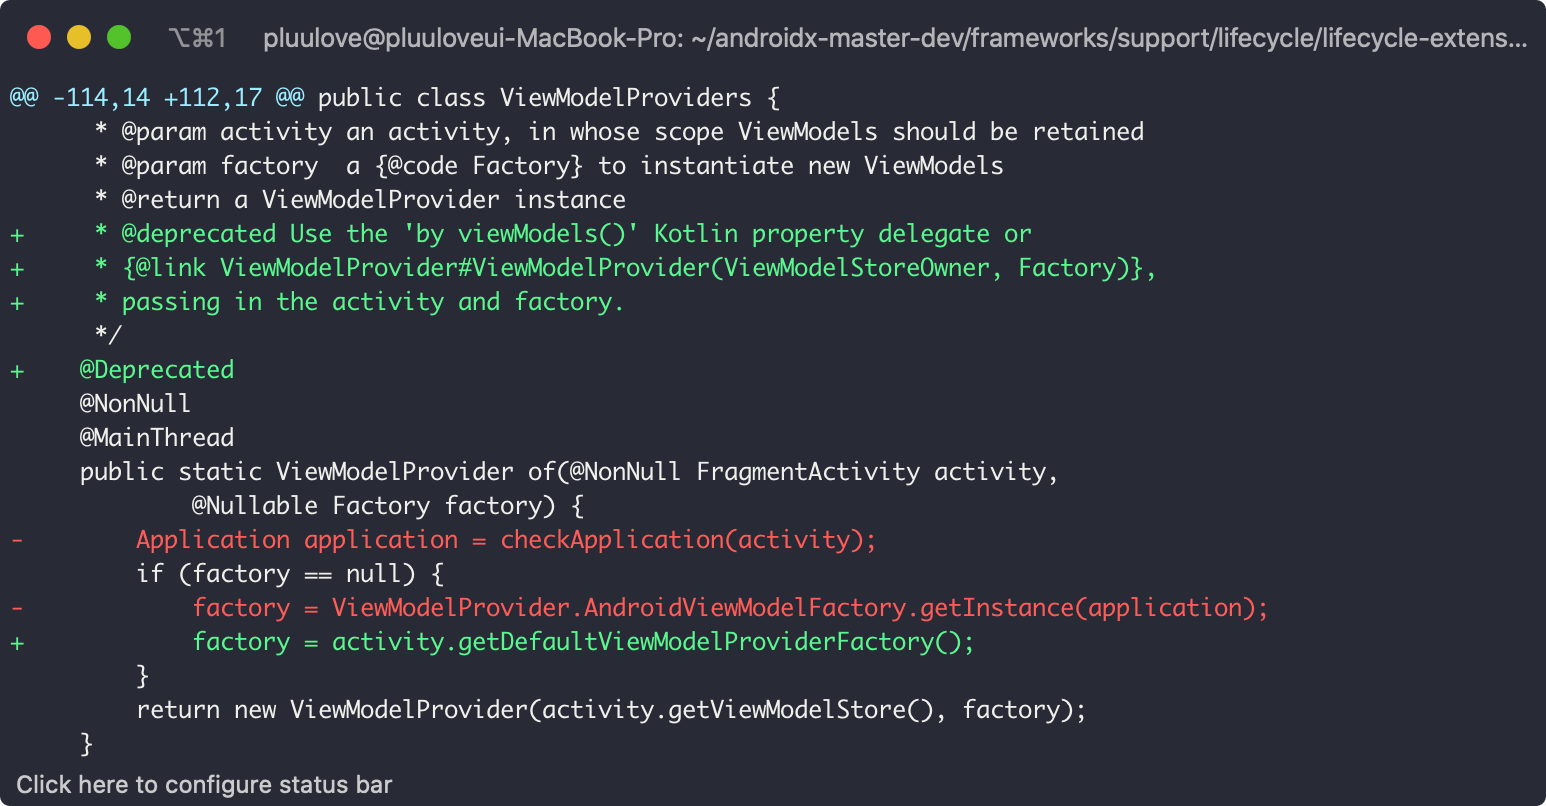 ⌥⌘1 pluulove@pluuloveui-MacBook-Pro: ~/androidx-master-dev/frameworks/support/lifecycle/lifecycle-extens...
@@ -114,14 +112,17 @@ public class ViewModelProviders {
      * @param activity an activity, in whose scope ViewModels should be retained
      * @param factory  a {@code Factory} to instantiate new ViewModels
      * @return a ViewModelProvider instance
+     * @deprecated Use the 'by viewModels()' Kotlin property delegate or
+     * {@link ViewModelProvider#ViewModelProvider(ViewModelStoreOwner, Factory)},
+     * passing in the activity and factory.
      */
+    @Deprecated
     @NonNull
     @MainThread
     public static ViewModelProvider of(@NonNull FragmentActivity activity,
             @Nullable Factory factory) {
-        Application application = checkApplication(activity);
         if (factory == null) {
-            factory = ViewModelProvider.AndroidViewModelFactory.getInstance(application);
+            factory = activity.getDefaultViewModelProviderFactory();
         }
         return new ViewModelProvider(activity.getViewModelStore(), factory);
     }
Click here to configure status bar